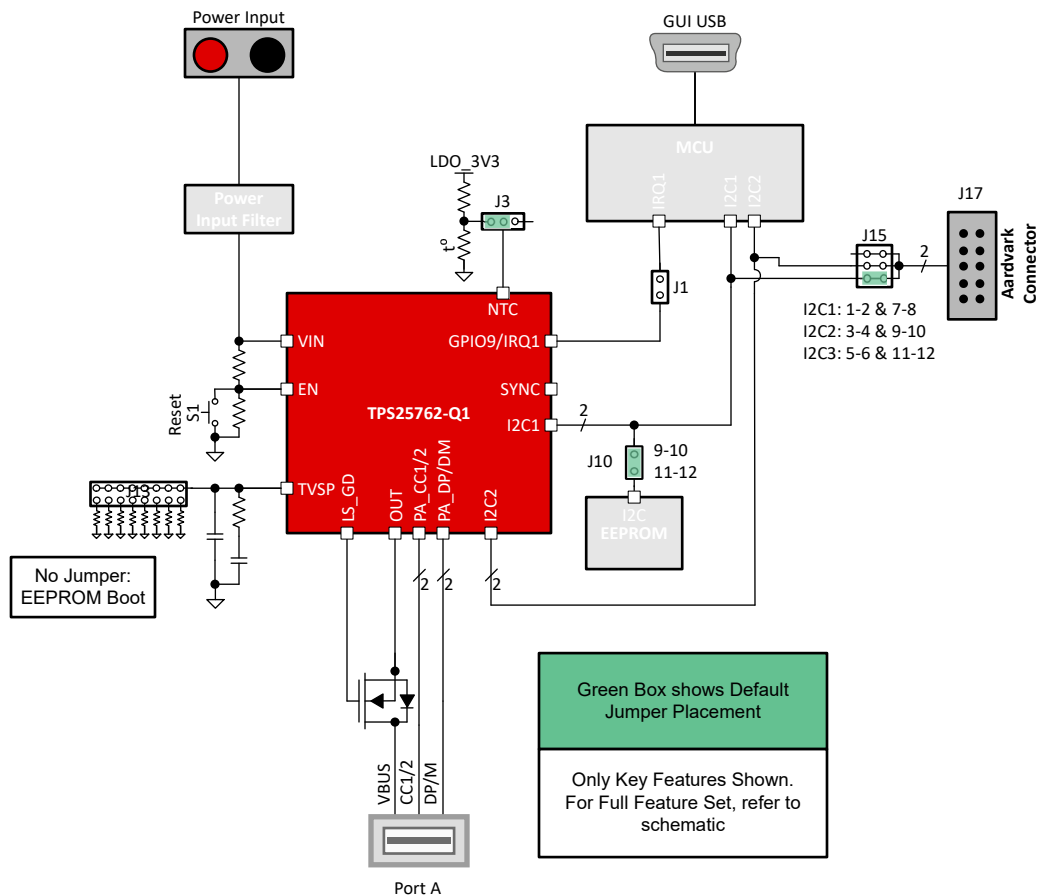 Power Input
GUI USB
MCU
IRQ1
I2C1
I2C2
Power
Input Filter
LDO_3V3
J3
tº
J1
J15
J17
2
Aardvark
Connector
I2C1: 1-2 & 7-8
I2C2: 3-4 & 9-10
I2C3: 5-6 & 11-12
NTC
VIN
GPIO9/IRQ1
EN
SYNC
TPS25762-Q1
I2C1
2
Reset
S1
J10
9-10
11-12
I2C
EEPROM
J13
TVSP
LS_GD
OUT
PA_CC1/2
PA_DP/DM
I2C2
2
2
2
No Jumper:
EEPROM Boot
Green Box shows Default
Jumper Placement
Only Key Features Shown.
For Full Feature Set, refer to
schematic
VBUS
CC1/2
DP/M
Port A